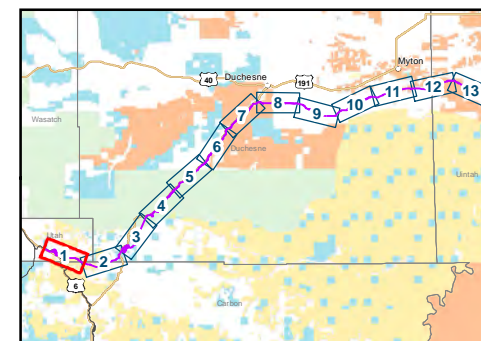 40
Duchesne
191
Myton
Wasatch
Duchesne
Uintah
13
12
11
10
9
8
7
6
5
4
3
2
1
Utah
6
Carbon